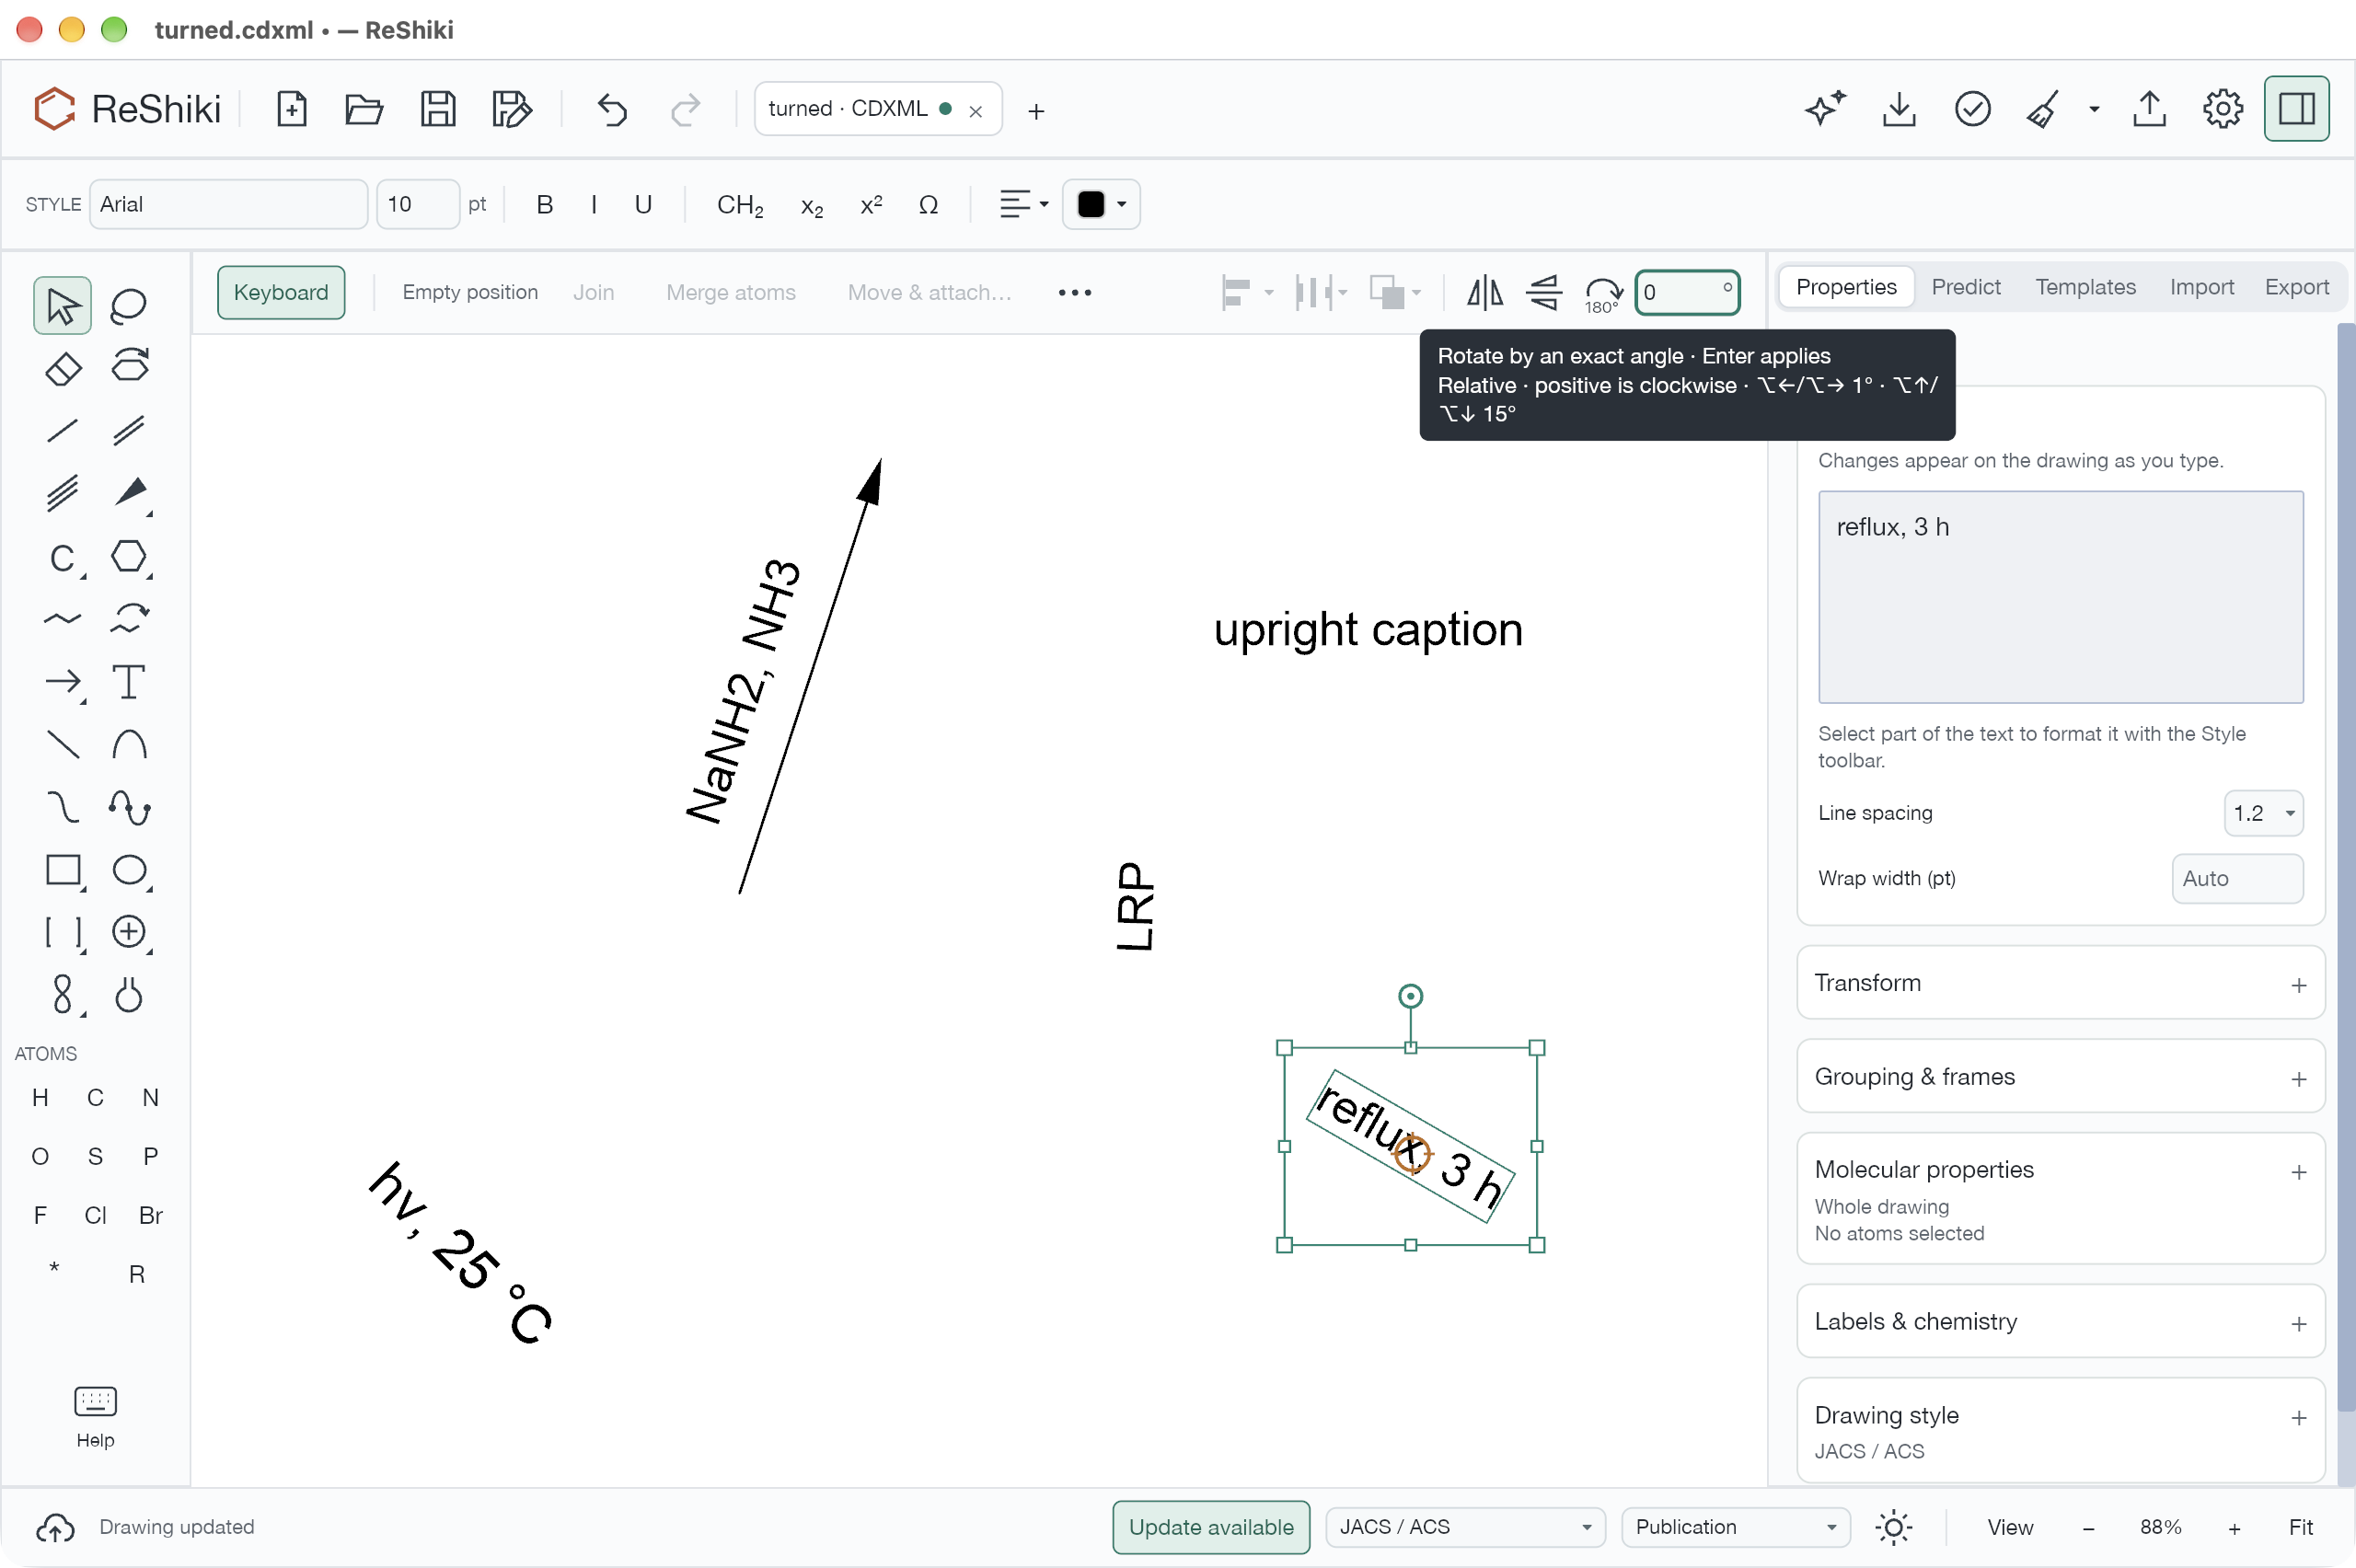 turned.cdxml • — ReShiki
ReShiki
turned · CDXML
STYLE
Arial
10
pt
B
I
U
CH₂
x₂
x²
Ω
Keyboard
Empty position
Join
Merge atoms
Move & attach...
180°
0
°
Properties
Predict
Templates
Import
Export
Rotate by an exact angle · Enter applies
Relative · positive is clockwise · ⌥←/⌥→ 1° · ⌥↑/
⌥↓ 15°
Changes appear on the drawing as you type.
reflux, 3 h
Select part of the text to format it with the Style
toolbar.
Line spacing
1.2
Wrap width (pt)
Auto
Transform
Grouping & frames
Molecular properties
Whole drawing
No atoms selected
Labels & chemistry
Drawing style
JACS / ACS
C
T
ATOMS
H
C
N
O
S
P
F
Cl
Br
*
R
Help
NaNH2, NH3
upright caption
LRP
reflux, 3 h
hv, 25 °C
Drawing updated
Update available
JACS / ACS
Publication
View
−
88%
+
Fit